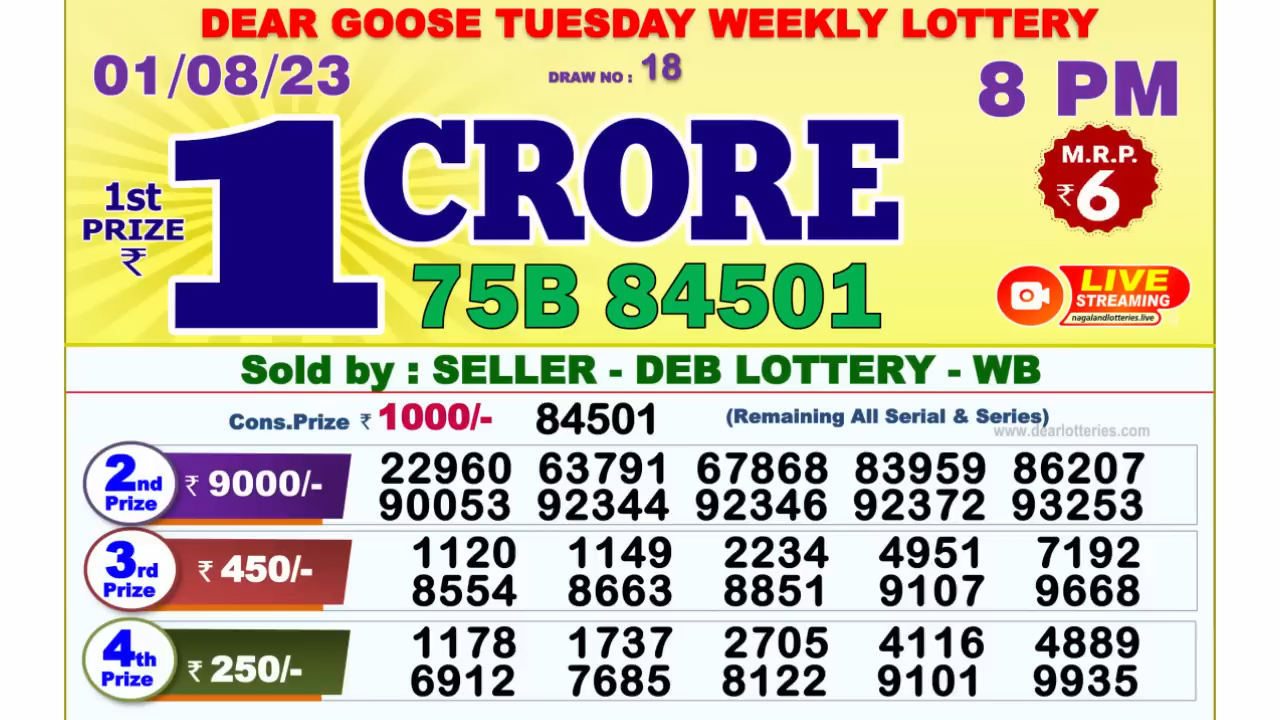 DEAR GOOSE TUESDAY WEEKLY LOTTERY
01/08/23
DRAW NO : 18
8 PM
1st
PRIZE
₹
1 CRORE
M.R.P.
₹ 6
75B 84501
LIVE
STREAMING
nagalandlotteries.live
Sold by : SELLER - DEB LOTTERY - WB
Cons.Prize ₹ 1000/- 84501 (Remaining All Serial & Series)
www.dearlotteries.com
2nd
Prize
₹ 9000/-
22960 63791 67868 83959 86207
90053 92344 92346 92372 93253
3rd
Prize
₹ 450/-
1120 1149 2234 4951 7192
8554 8663 8851 9107 9668
4th
Prize
₹ 250/-
1178 1737 2705 4116 4889
6912 7685 8122 9101 9935